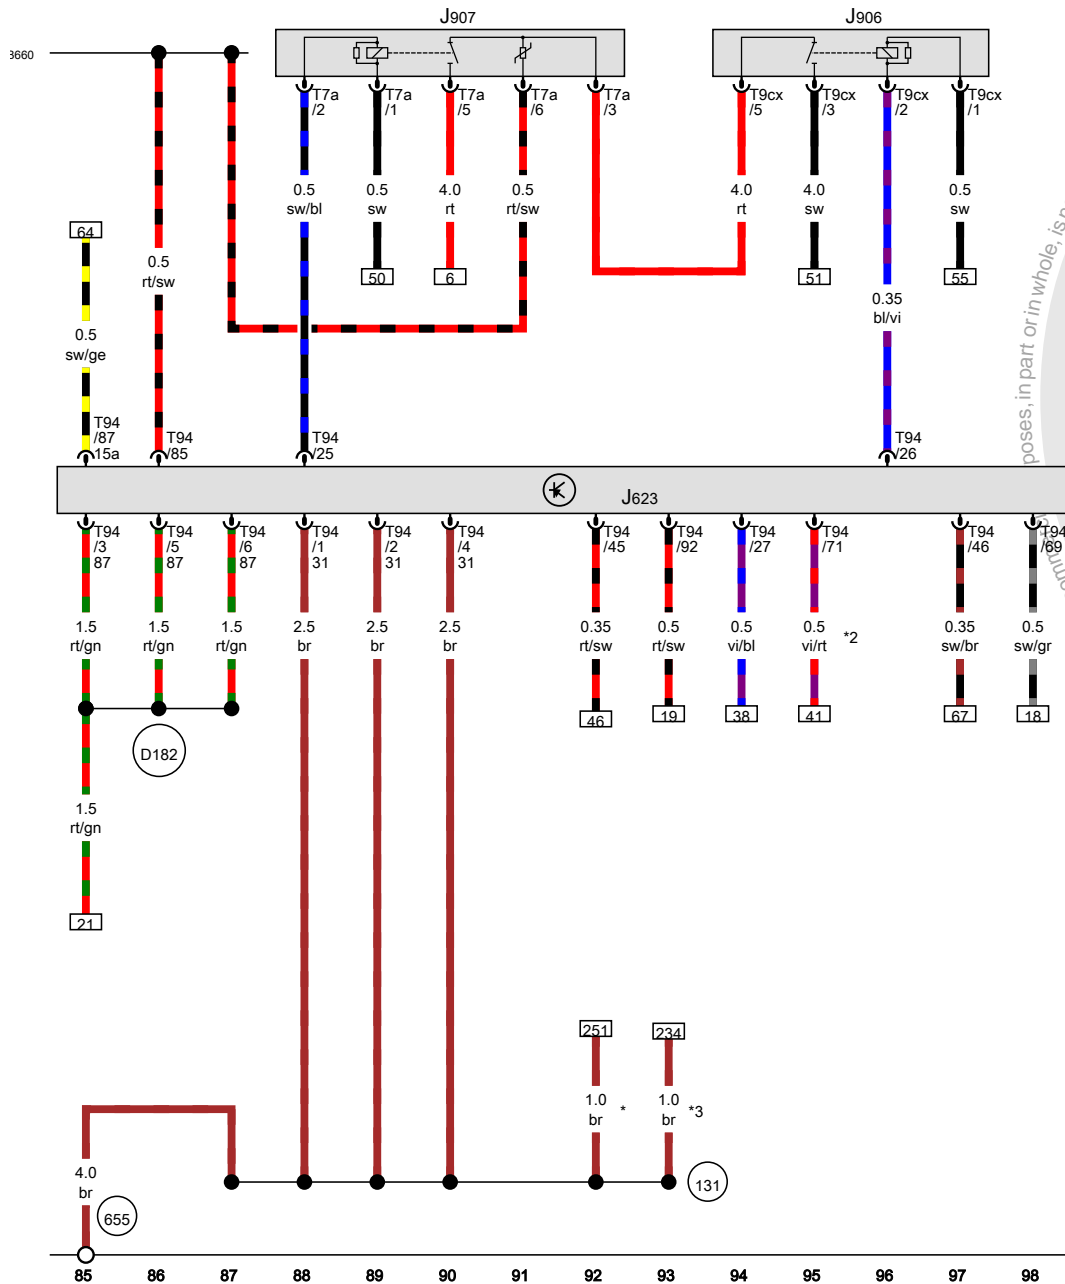 J907
J906
3660
T7a
/2
T7a
/1
T7a
/5
T7a
/6
T7a
/3
T9cx
/5
T9cx
/3
T9cx
/2
T9cx
/1
0.5
sw/bl
0.5
sw
4.0
rt
0.5
rt/sw
4.0
rt
4.0
sw
0.5
sw
64
0.5
rt/sw
50
6
51
55
0.35
bl/vi
0.5
sw/ge
T94
/87
15a
T94
/85
T94
/25
T94
/26
J623
T94
/3
87
T94
/5
87
T94
/6
87
T94
/1
31
T94
/2
31
T94
/4
31
T94
/45
T94
/92
T94
/27
T94
/71
T94
/46
T94
/69
1.5
rt/gn
1.5
rt/gn
1.5
rt/gn
2.5
br
2.5
br
2.5
br
0.35
rt/sw
0.5
rt/sw
0.5
vi/bl
0.5
vi/rt
*2
0.35
sw/br
0.5
sw/gr
46
19
38
41
67
18
D182
1.5
rt/gn
21
251
234
1.0
br
*
1.0
br
*3
4.0
br
655
131
85 86 87 88 89 90 91 92 93 94 95 96 97 98
poses, in part or in whole, is